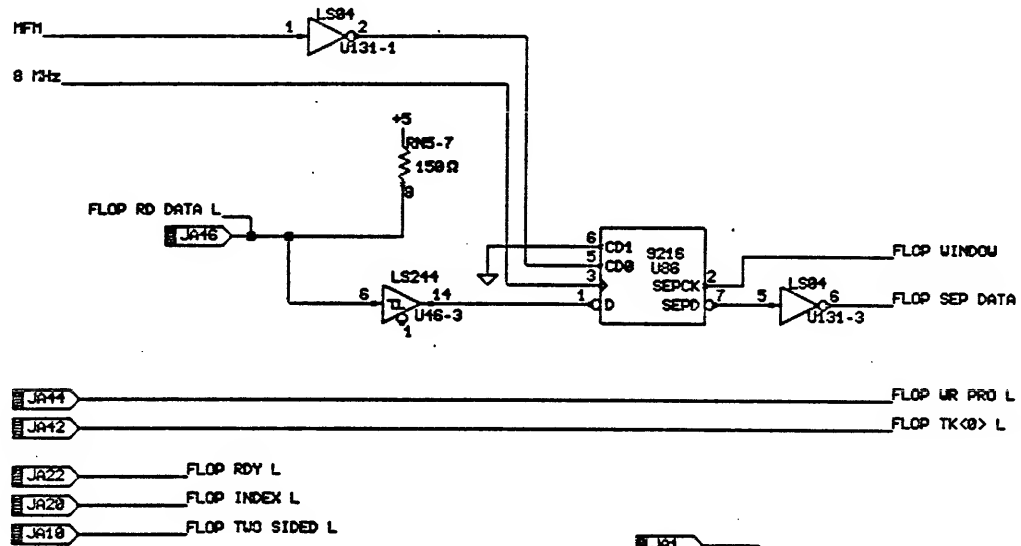 LS04
MFM
1
2
U131-1
8 MHz
+5
RN5-7
150Ω
8
FLOP RD DATA L
JA46
6
CD1
9216
FLOP WINDOW
5
CD0
U86
LS244
3
SEPCK
2
LS04
6
14
1
D
SEPD
7
5
6
FLOP SEP DATA
U46-3
1
U131-3
JA44
FLOP WR PRO L
JA42
FLOP TK<0> L
JA22
FLOP RDY L
JA20
FLOP INDEX L
JA10
FLOP TWO SIDED L